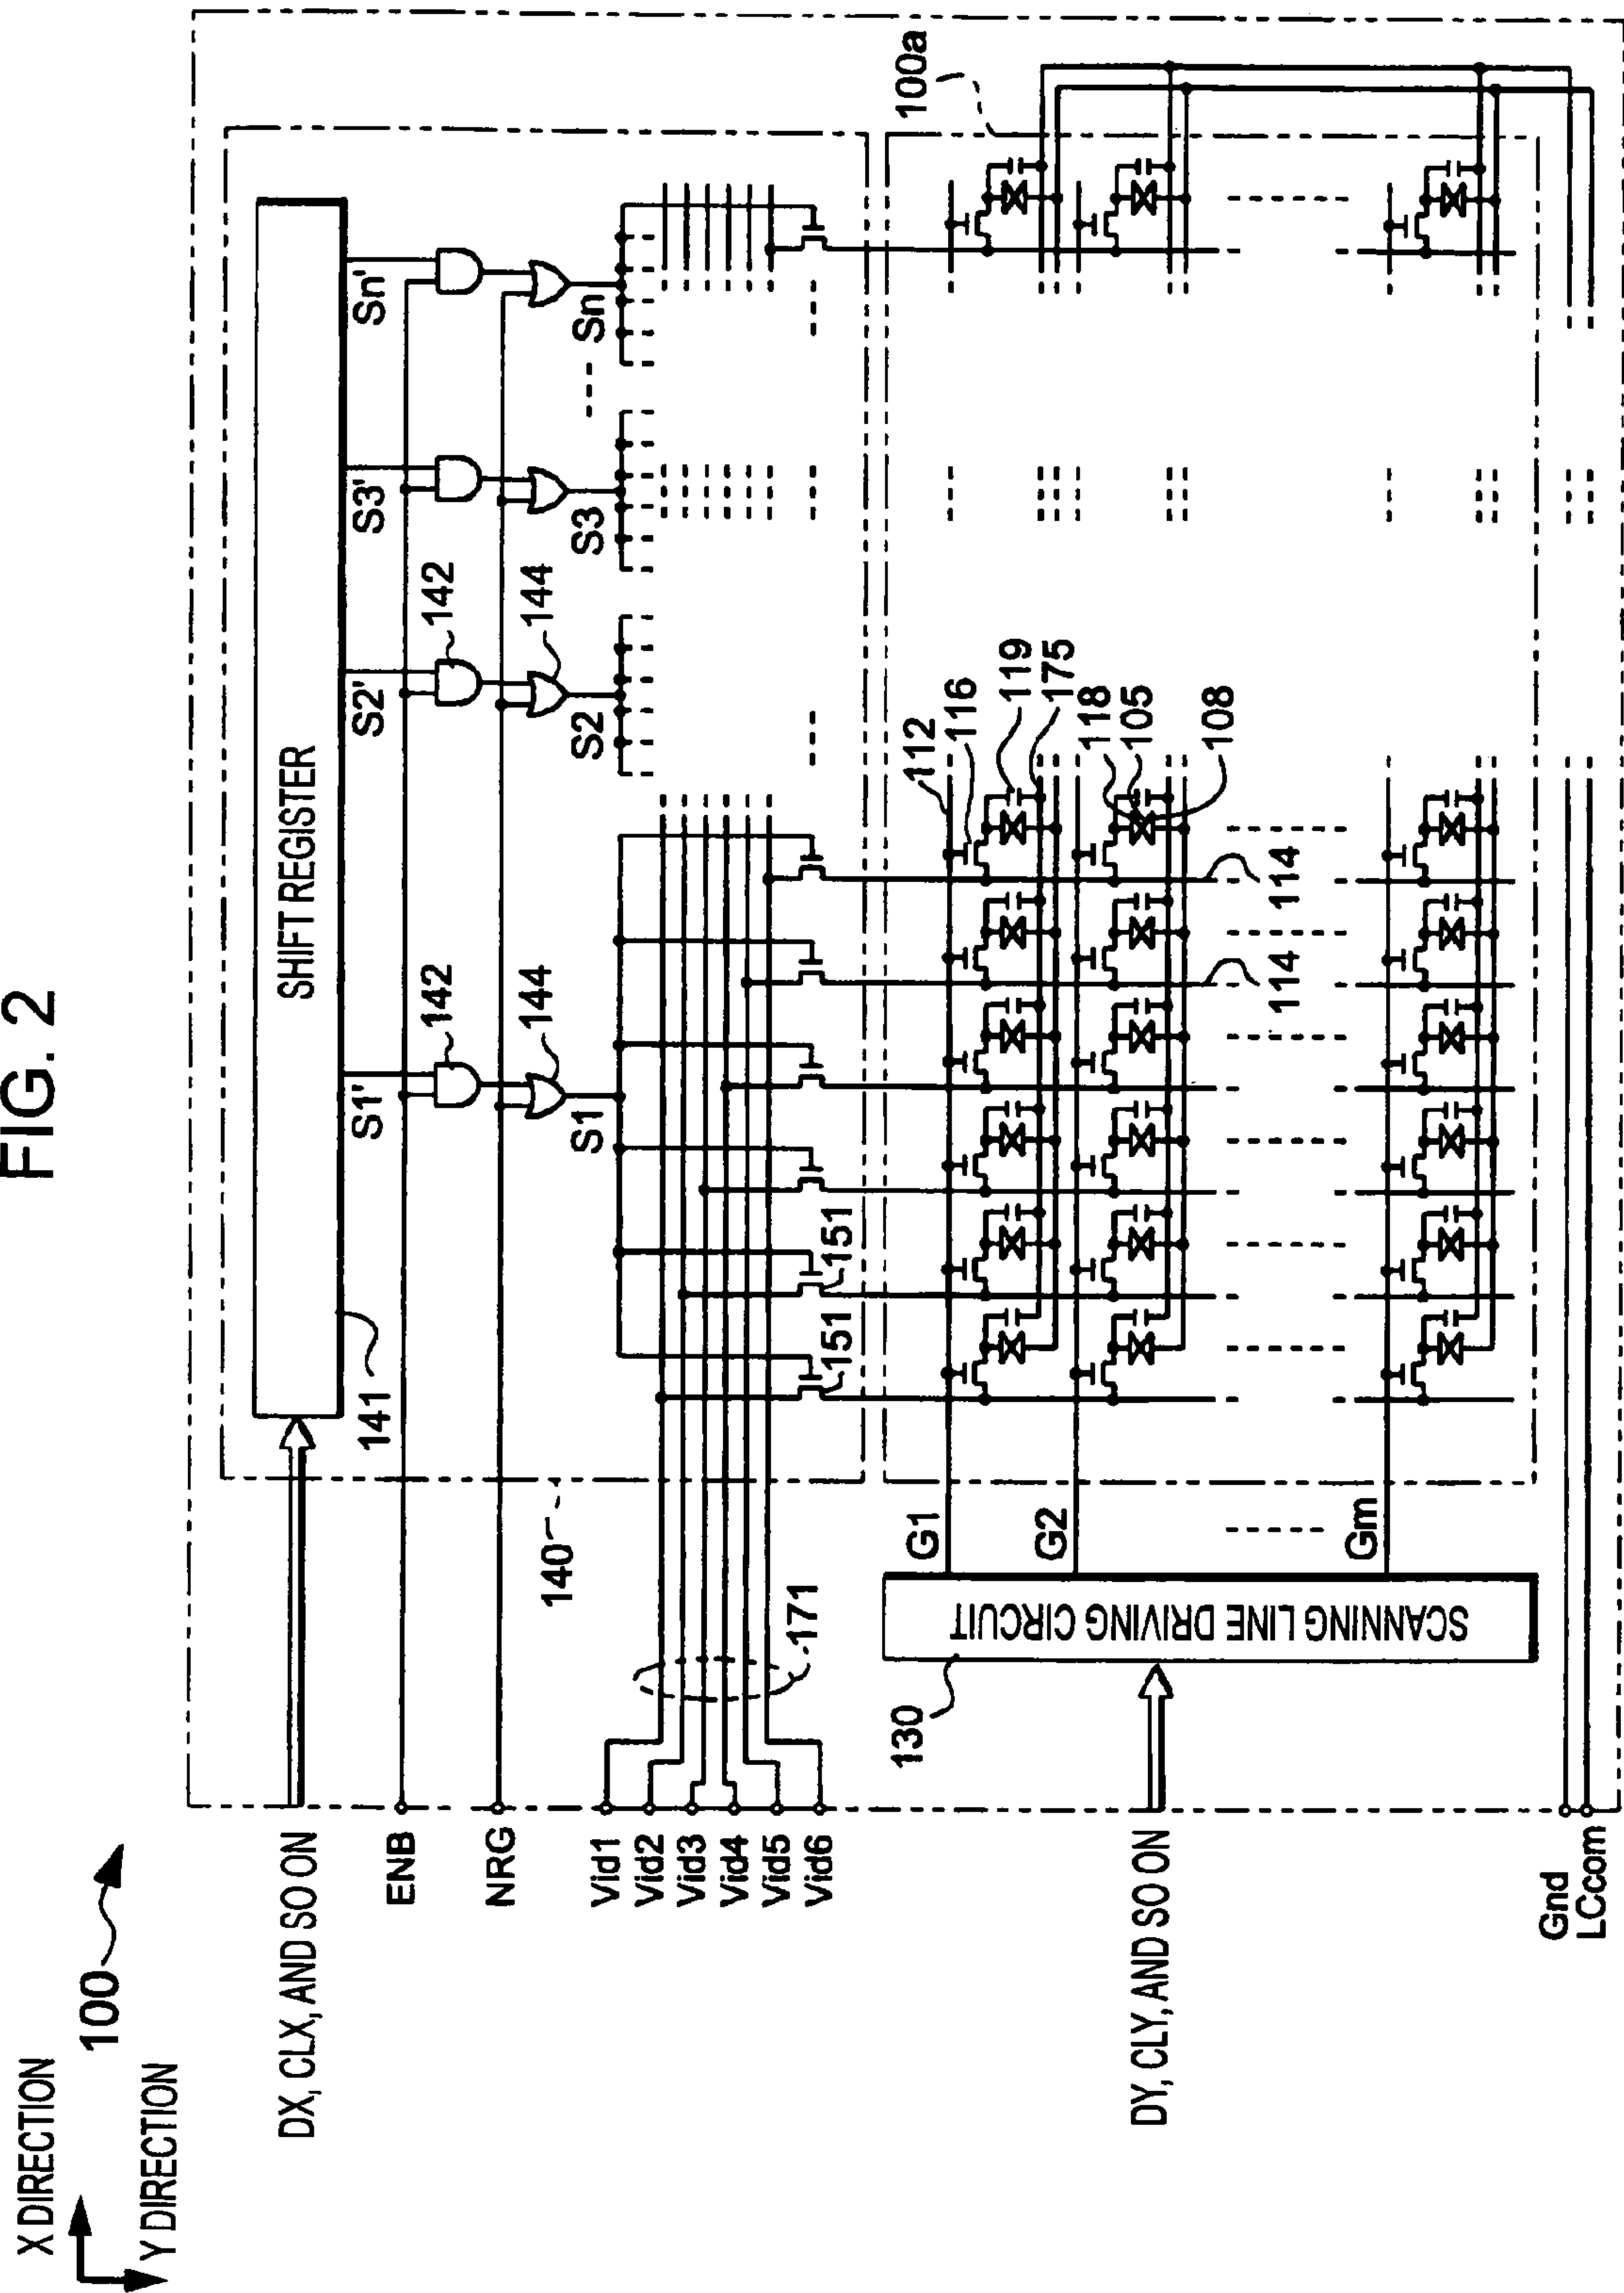 FIG. 2
X DIRECTION
Y DIRECTION
100
DX, CLX, AND SO ON
SHIFT REGISTER
141
S1'
S2'
S3'
Sn'
ENB
142
142
NRG
144
144
S1
S2
S3
Sn
140
Vid1
Vid2
Vid3
Vid4
Vid5
Vid6
171
151
151
100a
112
116
119
175
118
105
108
114
114
G1
G2
Gm
SCANNING LINE DRIVING CIRCUIT
130
DY, CLY, AND SO ON
Gnd
LCcom